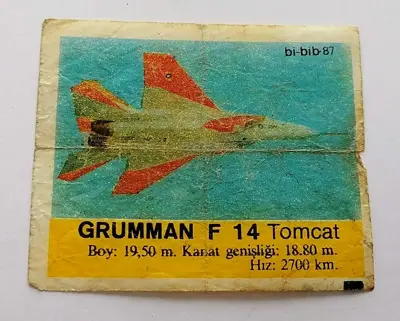 bi-bib-87
GRUMMAN F 14 Tomcat
Boy: 19,50 m. Kanat genişliği: 18.80 m.
Hız: 2700 km.